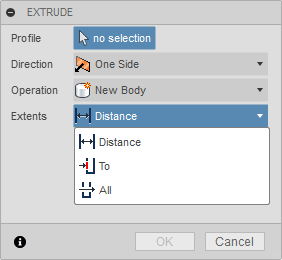 EXTRUDE
Profile no selection
Direction One Side
Operation New Body
Extents Distance
Distance
To
All
OK Cancel